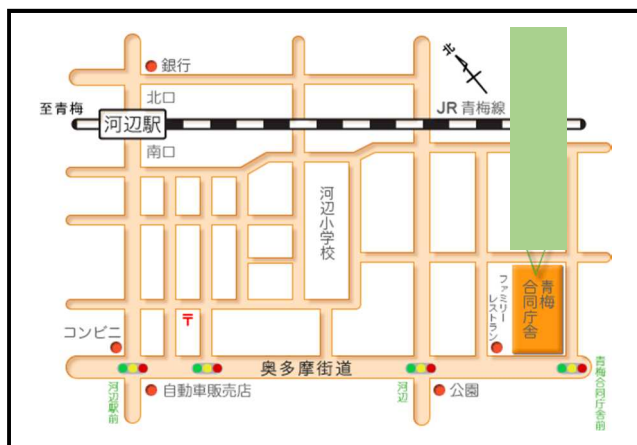 銀行
北
北口
至青梅
JR 青梅線
河辺駅
南口
河辺小学校
ファミリー
レストラン
青梅
合同庁舎
〒
コンビニ
奥多摩街道
河辺駅前
自動車販売店
河辺
公園
青梅合同庁舎前